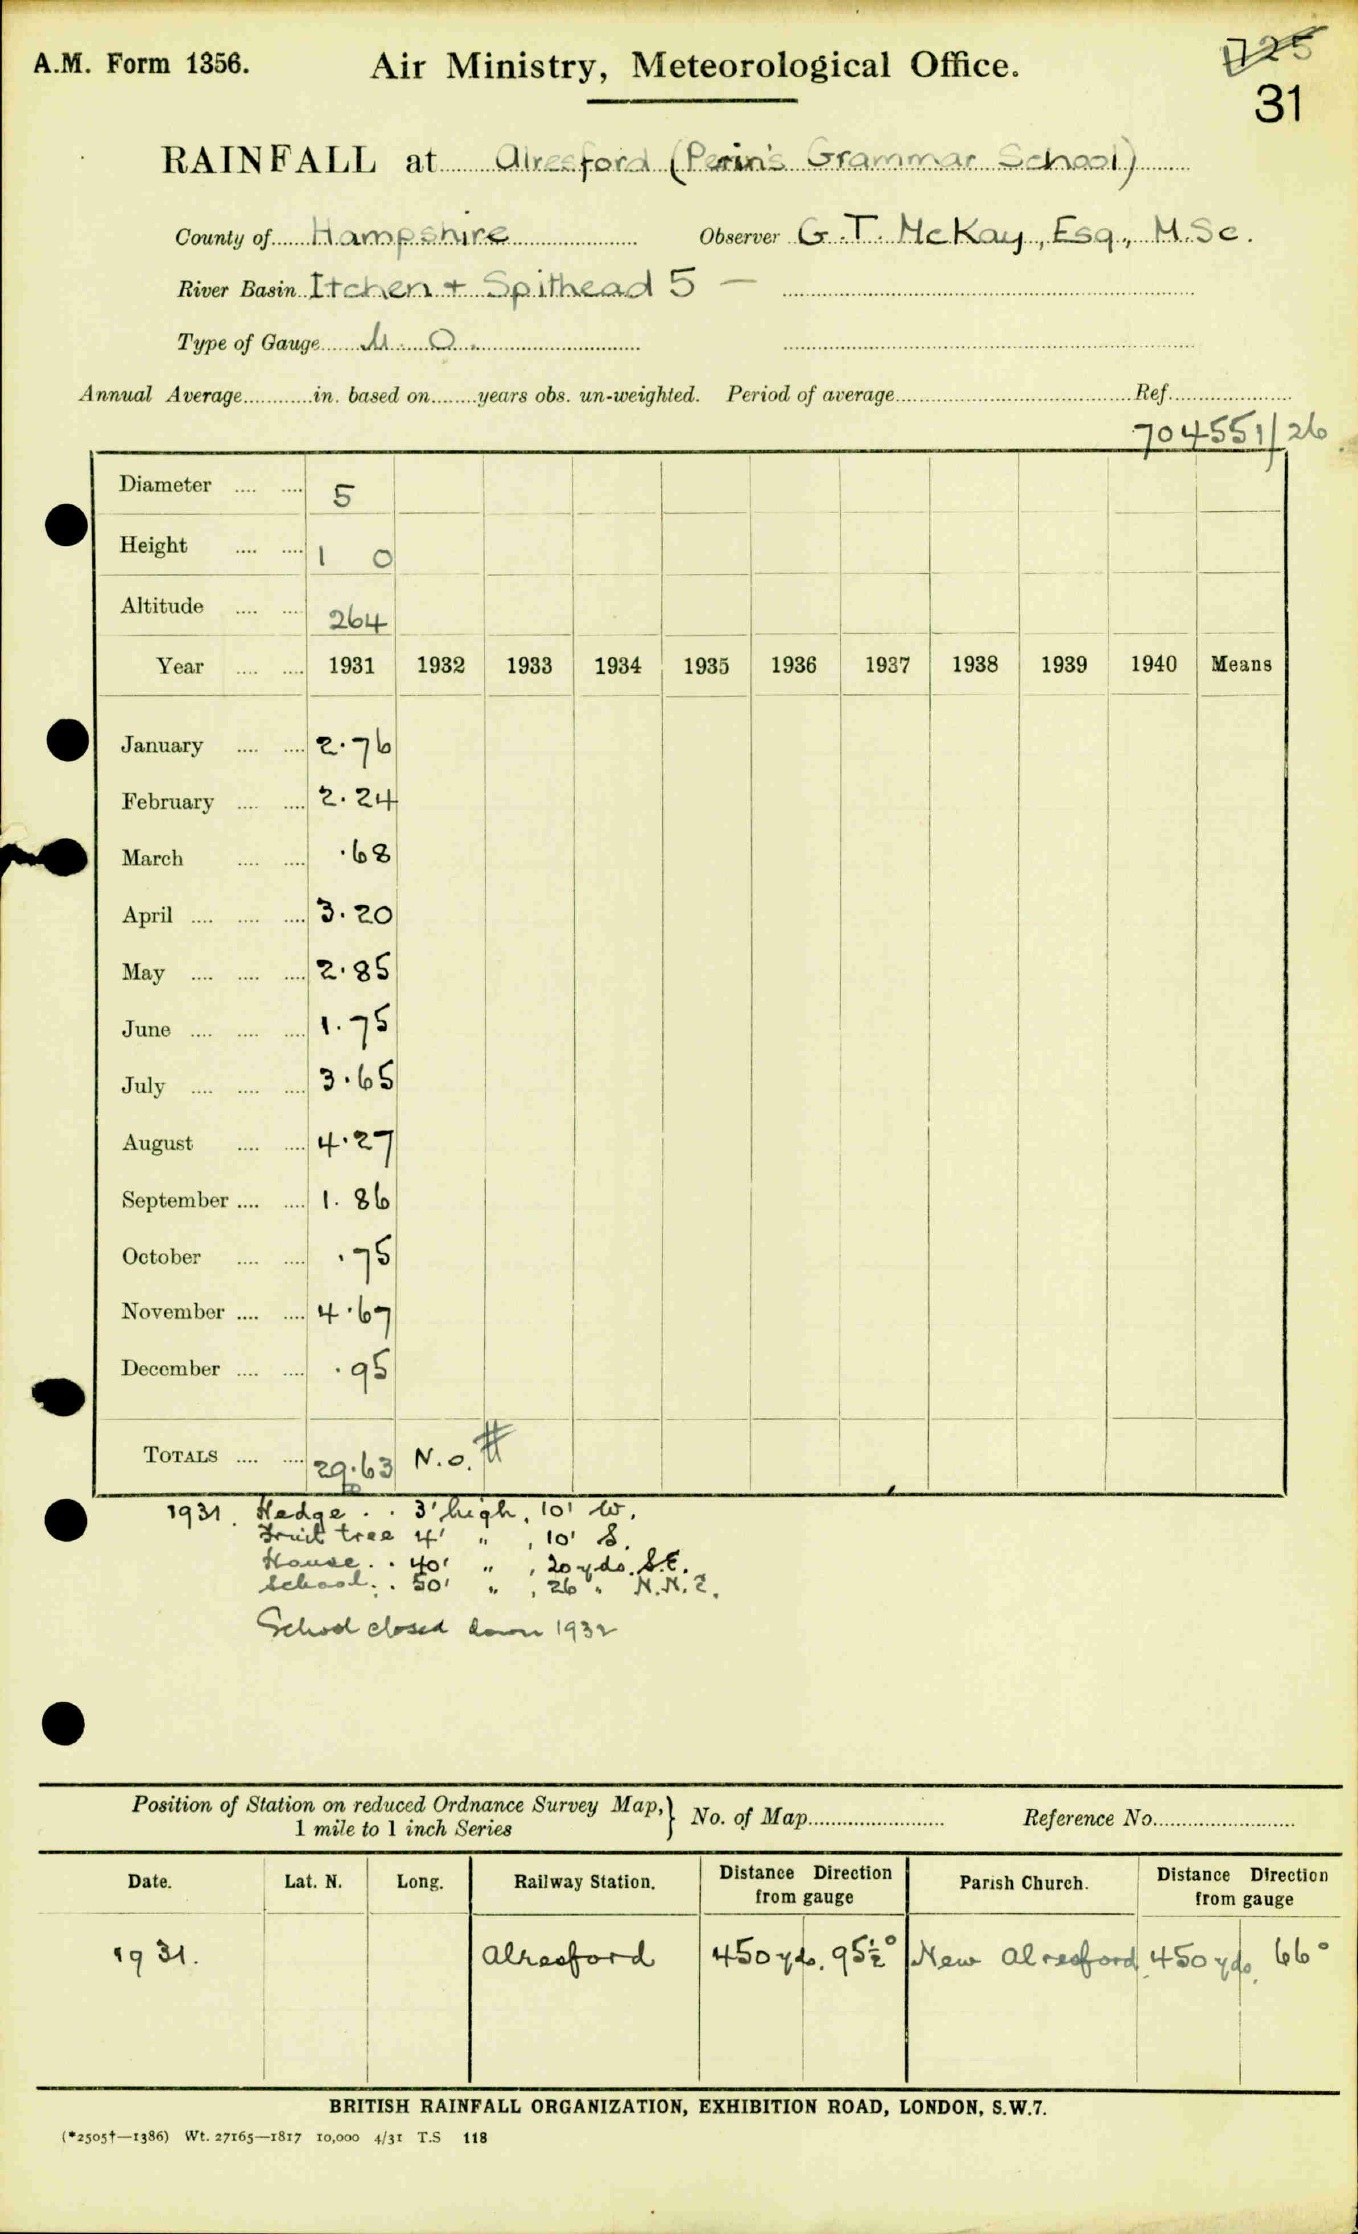 A.M. Form 1356.
Air Ministry, Meteorological Office.
1725
31
RAINFALL at Alresford (Perin's Grammar School)
County of Hampshire Observer G.T. McKay, Esq., M.Sc.
River Basin Itchen + Spithead 5 —
Type of Gauge M.O.
Annual Average in. based on years obs. un-weighted. Period of average Ref.
704551/26
Diameter 5
Height 1 0
Altitude 264
Year 1931 1932 1933 1934 1935 1936 1937 1938 1939 1940 Means
January 2.76
February 2.24
March .68
April 3.20
May 2.85
June 1.75
July 3.65
August 4.27
September 1.86
October .75
November 4.67
December .95
TOTALS 29.63 N.o. #
1931. Hedge . . 3' high, 10' W.
Fruit tree 4' " , 10' S.
House . . 40' " , 20 yds. S.E.
School . . 50' " , 26 " N.N.E.
School closed down 1932
Position of Station on reduced Ordnance Survey Map, } No. of Map Reference No.
1 mile to 1 inch Series
Date. Lat. N. Long. Railway Station. Distance Direction from gauge Parish Church. Distance Direction from gauge
1931. Alresford 450 yds. 95½° New Alresford 450 yds. 66°
BRITISH RAINFALL ORGANIZATION, EXHIBITION ROAD, LONDON, S.W.7.
(*2505†—1386) Wt. 27165—1817 10,000 4/31 T.S 118